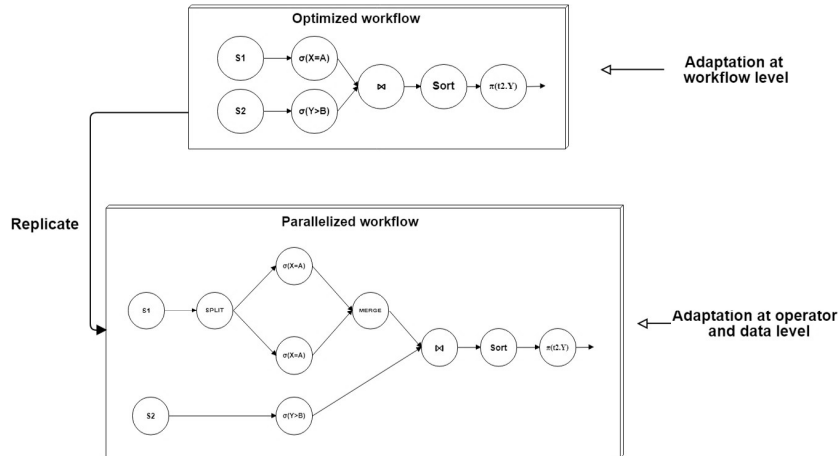 Optimized workflow
S1
σ(X=A)
S2
σ(Y>B)
⋈
Sort
π(t2.Y)
Adaptation at
workflow level
Replicate
Parallelized workflow
S1
SPLIT
σ(X=A)
σ(X=A)
MERGE
S2
σ(Y>B)
⋈
Sort
π(t2.Y)
Adaptation at operator
and data level